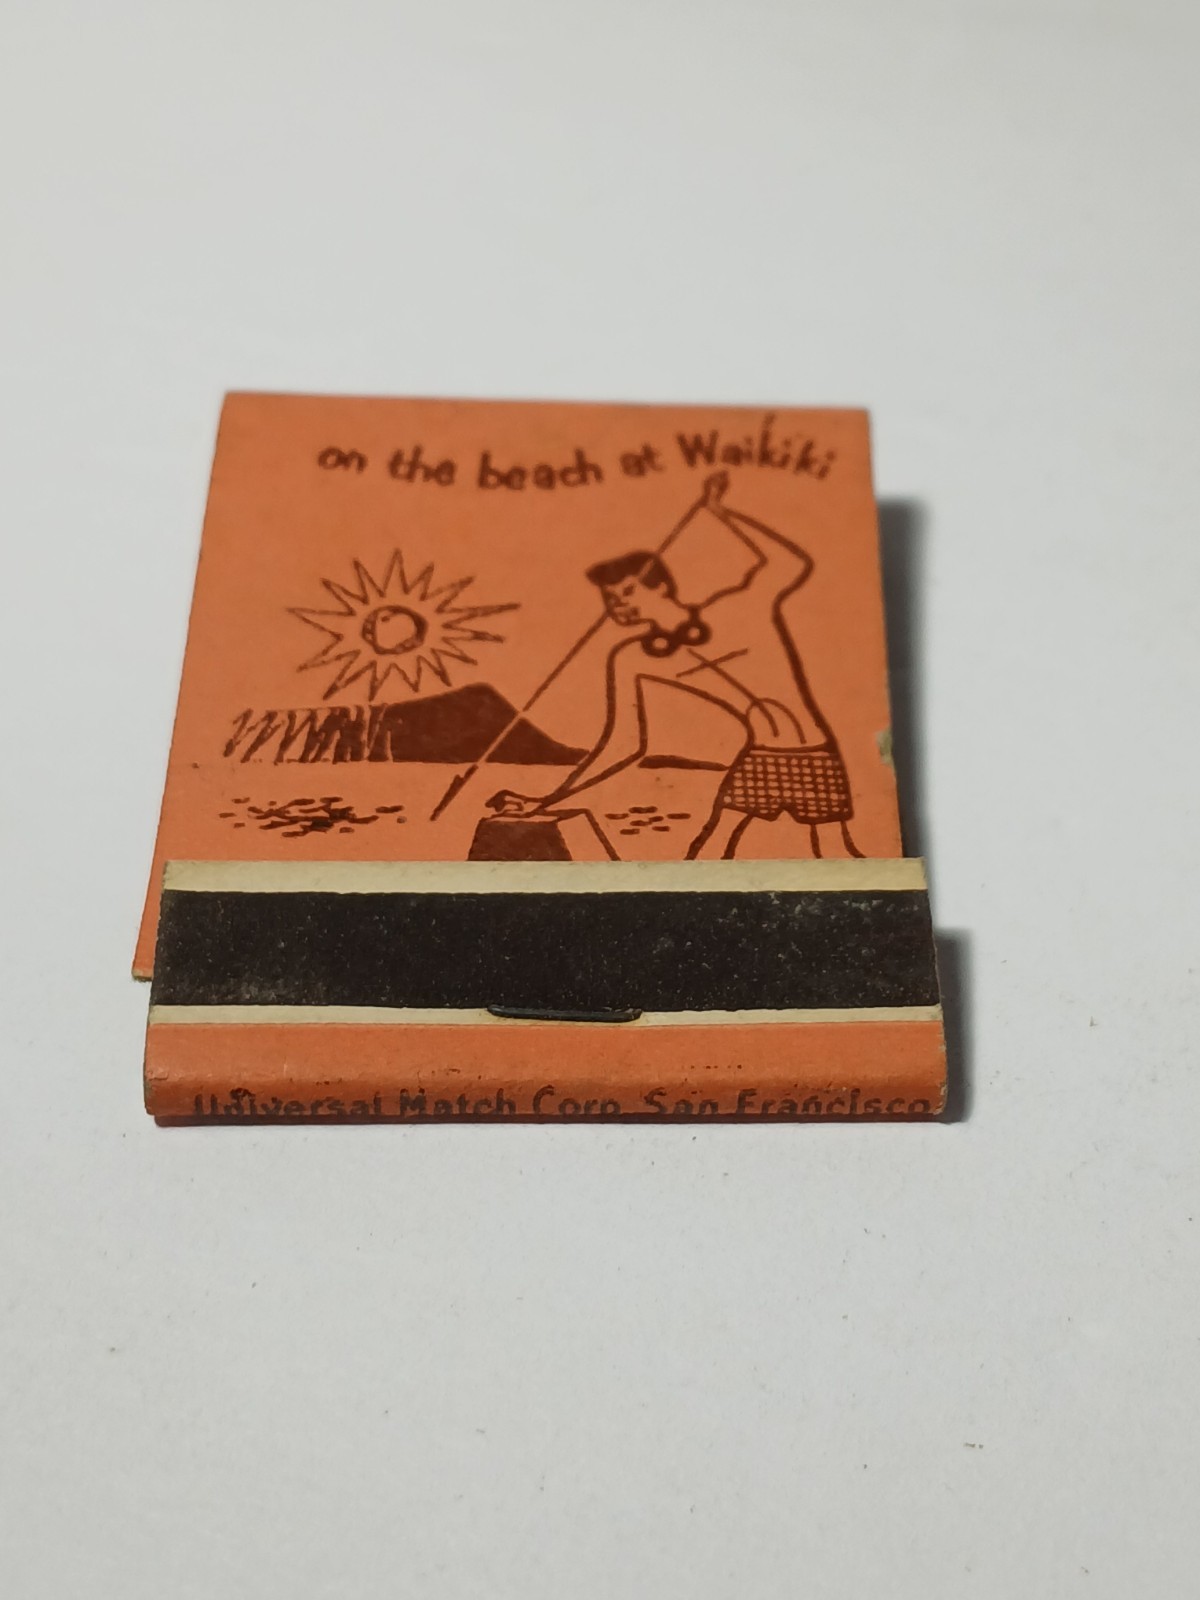 on the beach at Waikiki
Universal Match Corp. San Francisco